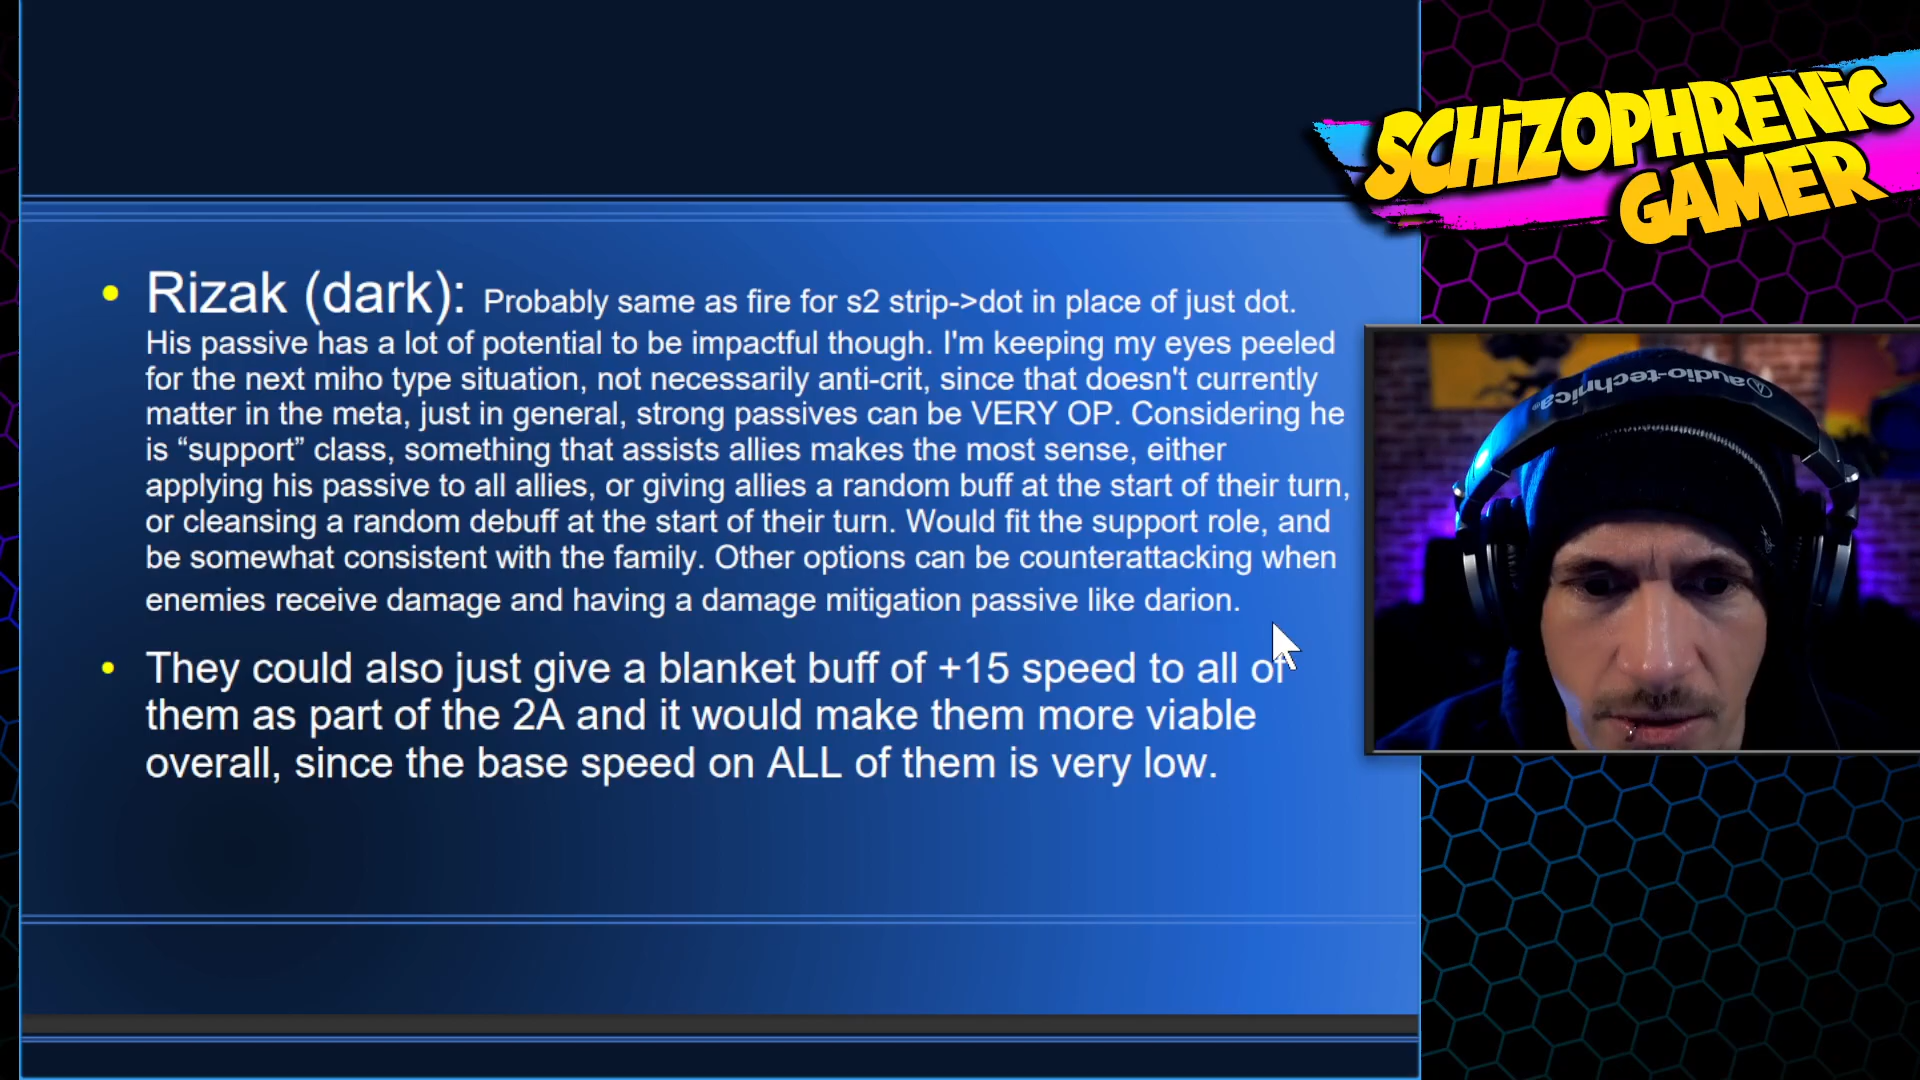 SCHiZOPHRENiC
GAMER
Rizak (dark): Probably same as fire for s2 strip->dot in place of just dot.
His passive has a lot of potential to be impactful though. I'm keeping my eyes peeled
for the next miho type situation, not necessarily anti-crit, since that doesn't currently
matter in the meta, just in general, strong passives can be VERY OP. Considering he
is “support” class, something that assists allies makes the most sense, either
applying his passive to all allies, or giving allies a random buff at the start of their turn,
or cleansing a random debuff at the start of their turn. Would fit the support role, and
be somewhat consistent with the family. Other options can be counterattacking when
enemies receive damage and having a damage mitigation passive like darion.
They could also just give a blanket buff of +15 speed to all of
them as part of the 2A and it would make them more viable
overall, since the base speed on ALL of them is very low.
audio-technica